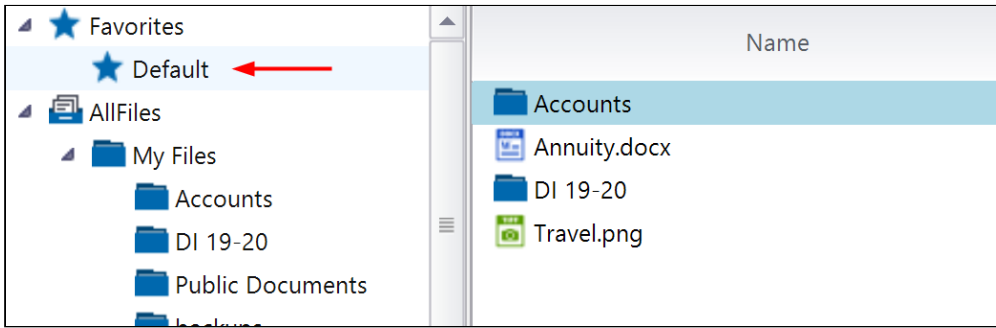 Favorites
Default
AllFiles
My Files
Accounts
DI 19-20
Public Documents
Name
Accounts
Annuity.docx
DI 19-20
Travel.png